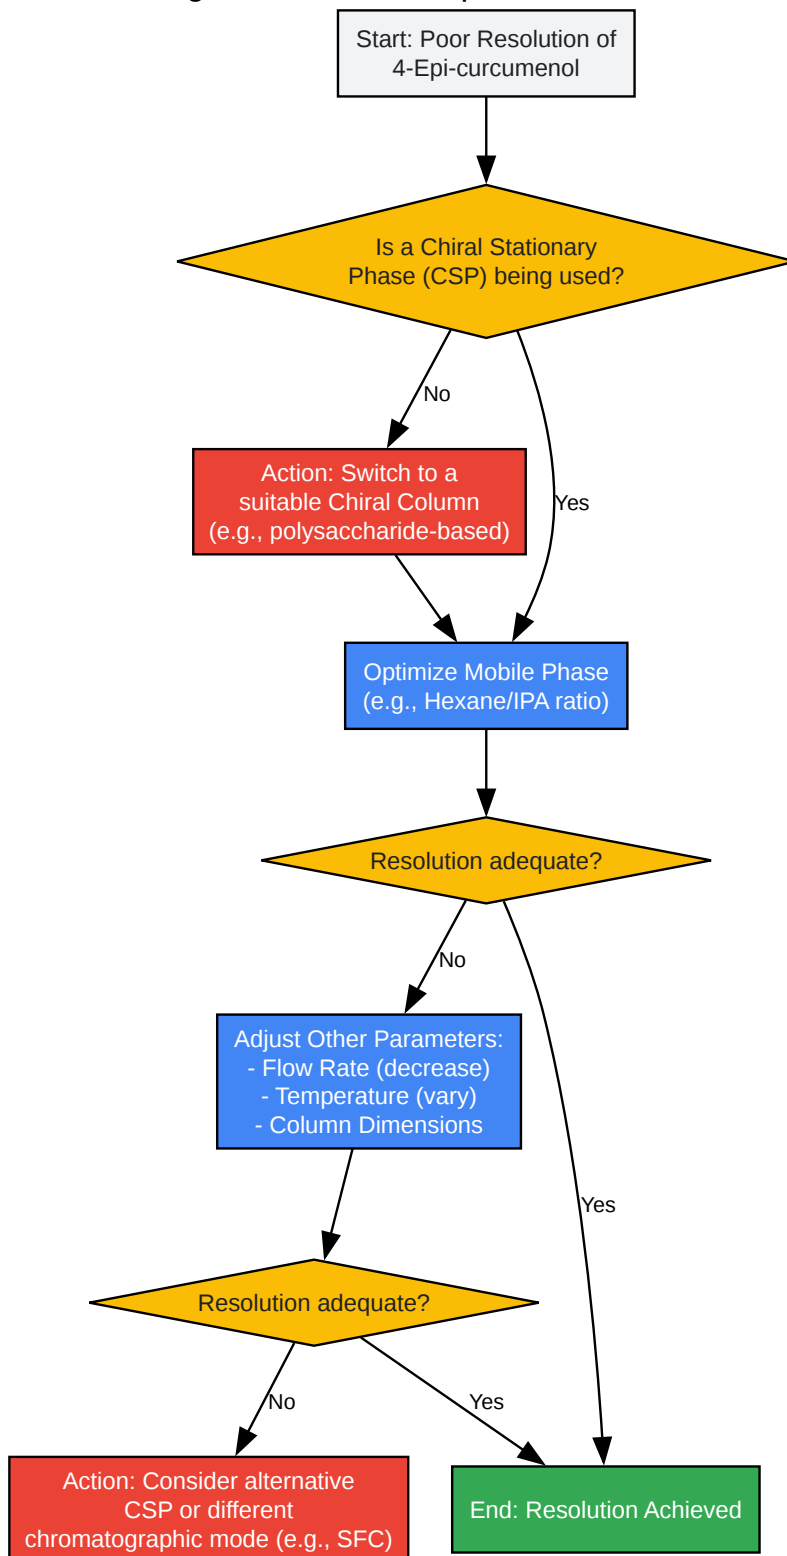 Start: Poor Resolution of
4-Epi-curcumenol
Is a Chiral Stationary
Phase (CSP) being used?
No
Action: Switch to a
suitable Chiral Column
(e.g., polysaccharide-based)
Yes
Optimize Mobile Phase
(e.g., Hexane/IPA ratio)
Resolution adequate?
No
Adjust Other Parameters:
- Flow Rate (decrease)
- Temperature (vary)
- Column Dimensions
Yes
Resolution adequate?
No
Yes
Action: Consider alternative
CSP or different
chromatographic mode (e.g., SFC)
End: Resolution Achieved